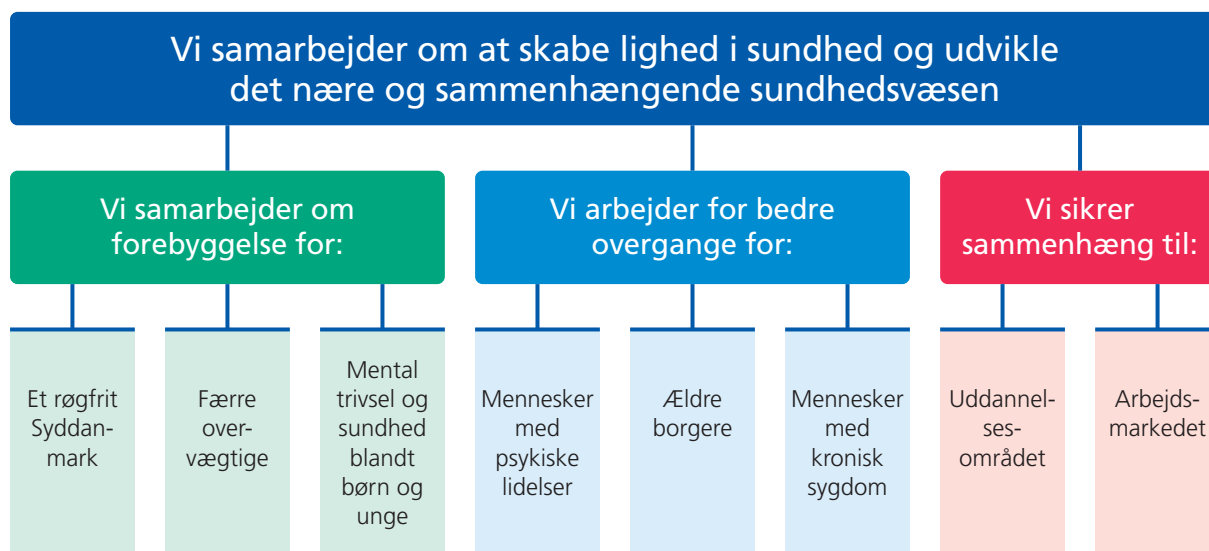 Vi samarbejder om at skabe lighed i sundhed og udvikle
det nære og sammenhængende sundhedsvæsen
Vi samarbejder om
forebyggelse for:
Vi arbejder for bedre
overgange for:
Vi sikrer
sammenhæng til:
Et røgfrit
Syddan-
mark
Færre
over-
vægtige
Mental
trivsel og
sundhed
blandt
børn og
unge
Mennesker
med
psykiske
lidelser
Ældre
borgere
Mennesker
med
kronisk
sygdom
Uddannel-
ses-
området
Arbejds-
markedet